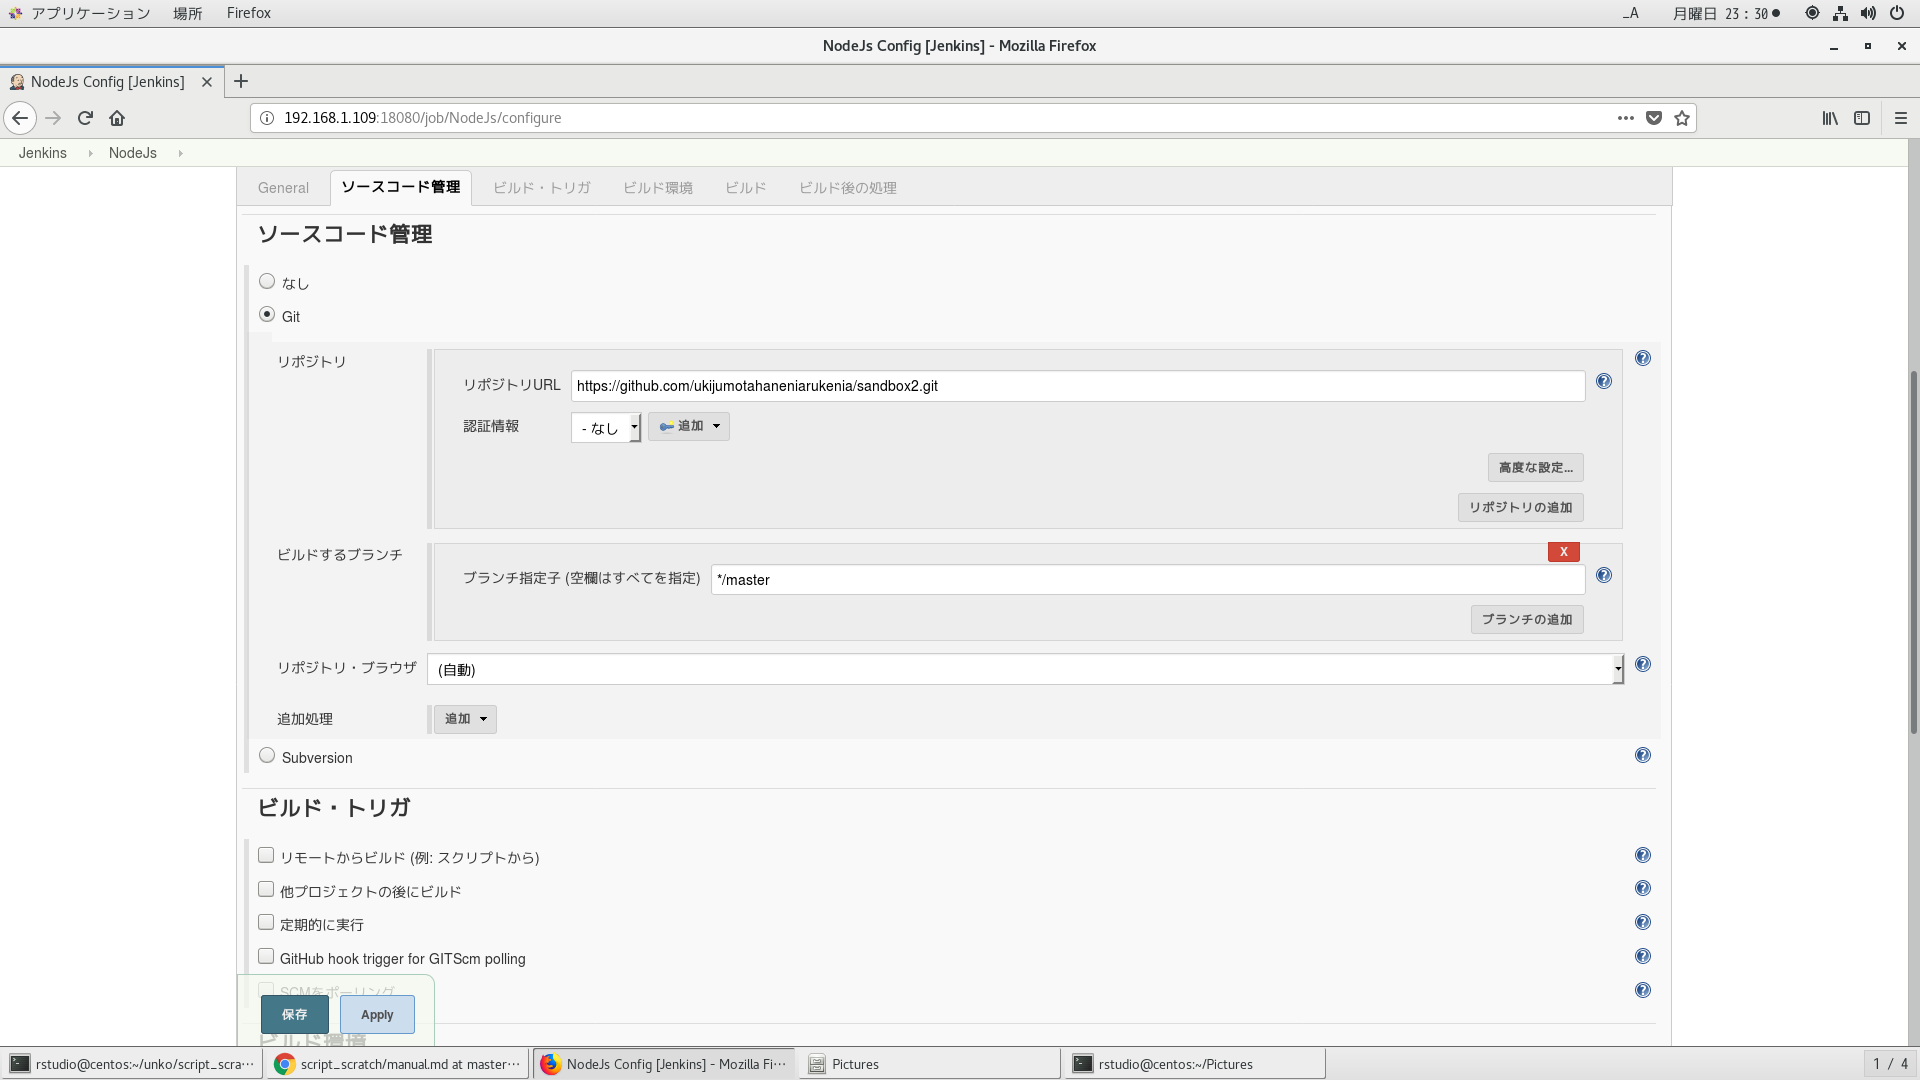 アプリケーション 場所 Firefox _A 月曜日 23:30
NodeJs Config [Jenkins] - Mozilla Firefox
NodeJs Config [Jenkins]
192.168.1.109:18080/job/NodeJs/configure
Jenkins NodeJs
General ソースコード管理 ビルド・トリガ ビルド環境 ビルド ビルド後の処理
ソースコード管理
なし
Git
リポジトリ
リポジトリURL https://github.com/ukijumotahaneniarukenia/sandbox2.git
認証情報 - なし 追加
高度な設定...
リポジトリの追加
ビルドするブランチ
X
ブランチ指定子 (空欄はすべてを指定) */master
ブランチの追加
リポジトリ・ブラウザ (自動)
追加処理 追加
Subversion
ビルド・トリガ
リモートからビルド (例: スクリプトから)
他プロジェクトの後にビルド
定期的に実行
GitHub hook trigger for GITScm polling
SCMをポーリング
保存 Apply
ビルド環境
rstudio@centos:~/unko/script_scra··· script_scratch/manual.md at master··· NodeJs Config [Jenkins] - Mozilla Fi··· Pictures rstudio@centos:~/Pictures 1 / 4